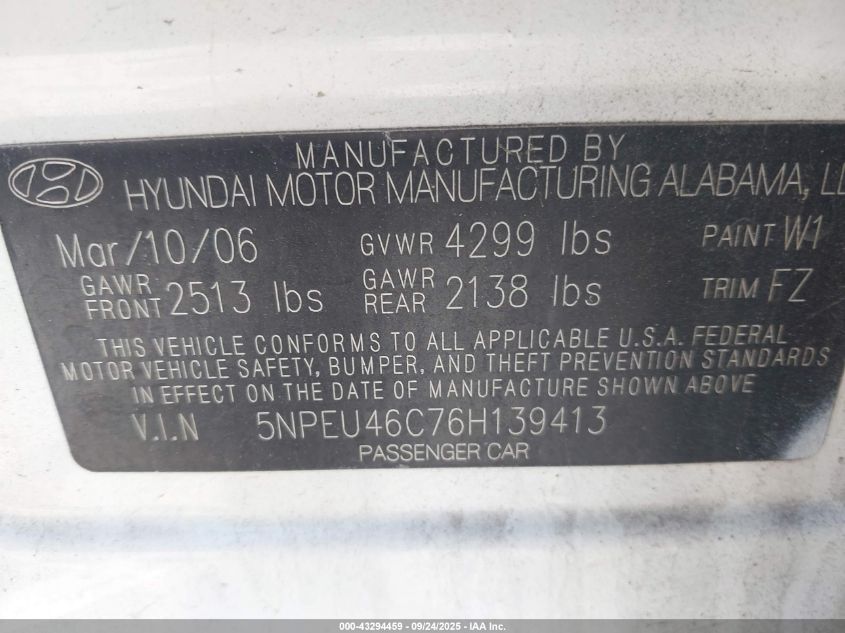 MANUFACTURED BY
HYUNDAI MOTOR MANUFACTURING ALABAMA, LL
Mar/10/06 GVWR 4299 lbs PAINT W1
GAWR FRONT 2513 lbs GAWR REAR 2138 lbs TRIM FZ
THIS VEHICLE CONFORMS TO ALL APPLICABLE U.S.A. FEDERAL
MOTOR VEHICLE SAFETY, BUMPER, AND THEFT PREVENTION STANDARDS
IN EFFECT ON THE DATE OF MANUFACTURE SHOWN ABOVE
V.I.N 5NPEU46C76H139413
PASSENGER CAR
000-43294459 - 09/24/2025 - IAA Inc.